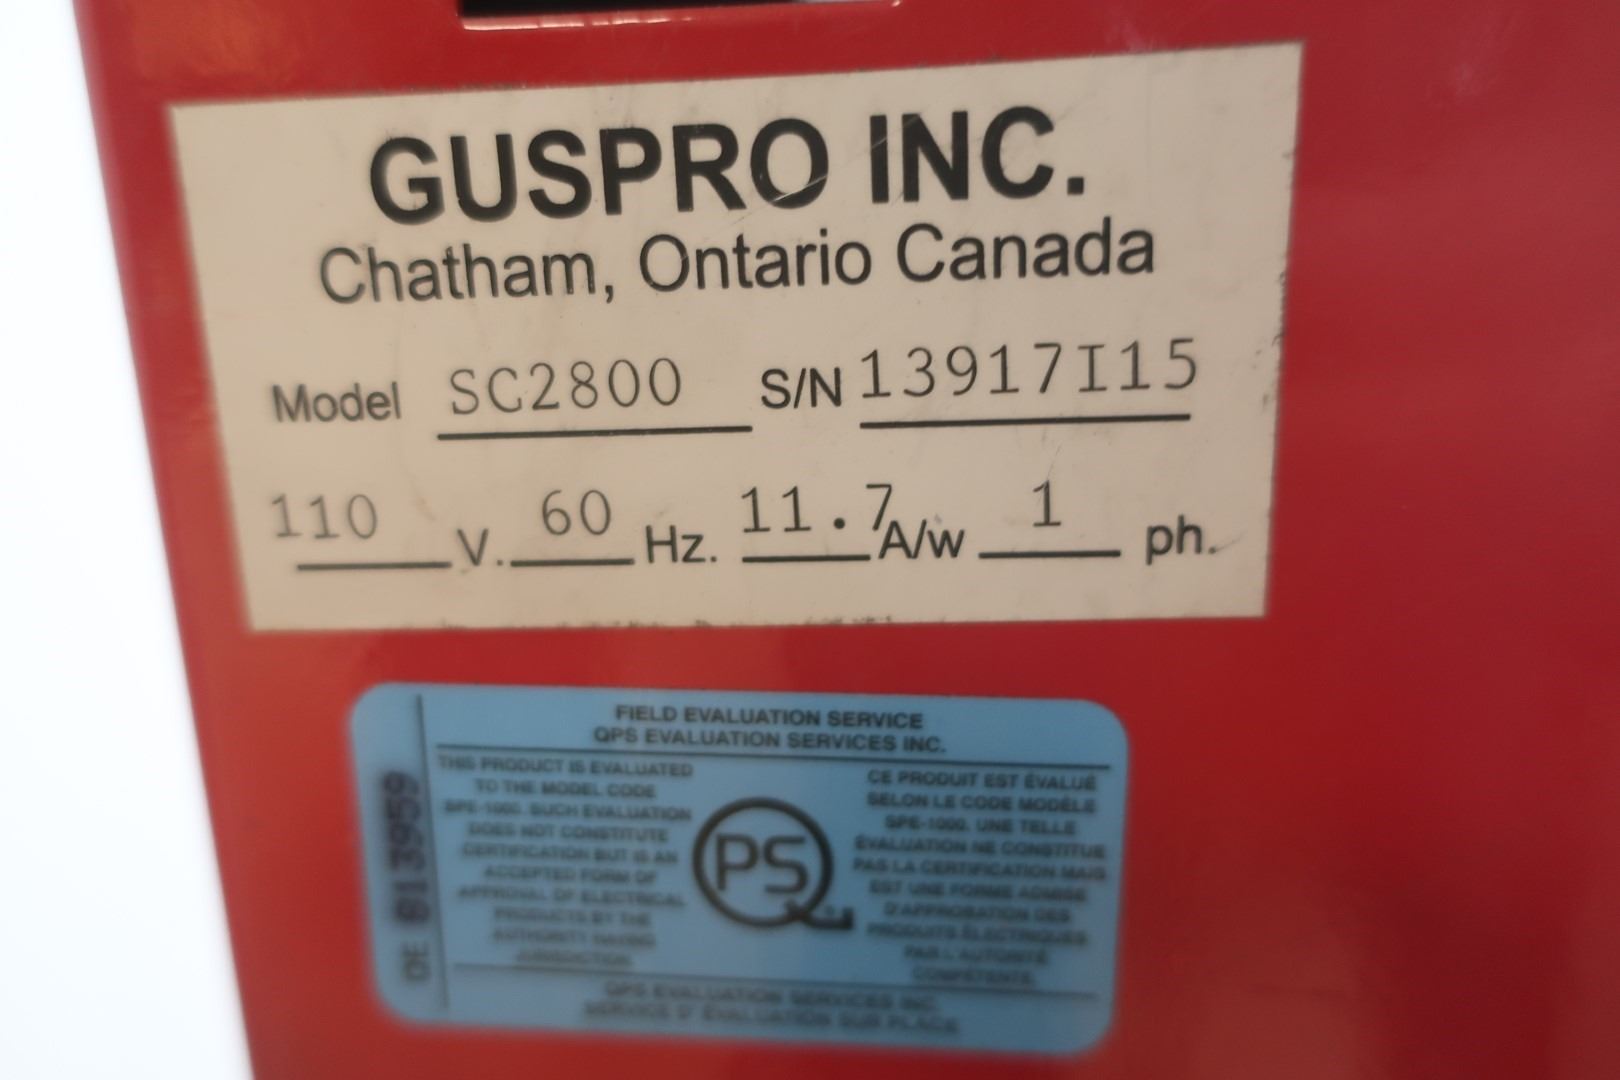 GUSPRO INC.
Chatham, Ontario Canada
Model SC2800 S/N 13917I15
110 V. 60 Hz. 11.7 A/w 1 ph.
FIELD EVALUATION SERVICE
QPS EVALUATION SERVICES INC.
THIS PRODUCT IS EVALUATED
TO THE MODEL CODE
SPE-1000. SUCH EVALUATION
DOES NOT CONSTITUTE
CERTIFICATION BUT IS AN
ACCEPTED FORM OF
APPROVAL OF ELECTRICAL
PRODUCTS BY THE
AUTHORITY HAVING
JURISDICTION
PS
CE PRODUIT EST ÉVALUÉ
SELON LE CODE MODÈLE
SPE-1000. UNE TELLE
ÉVALUATION NE CONSTITUE
PAS LA CERTIFICATION MAIS
EST UNE FORME ADMISE
D'APPROBATION DES
PRODUITS ÉLECTRIQUES
PAR L'AUTORITÉ
COMPÉTENTE
QPS EVALUATION SERVICES INC.
SERVICE D'ÉVALUATION SUR PLACE
OE 813959